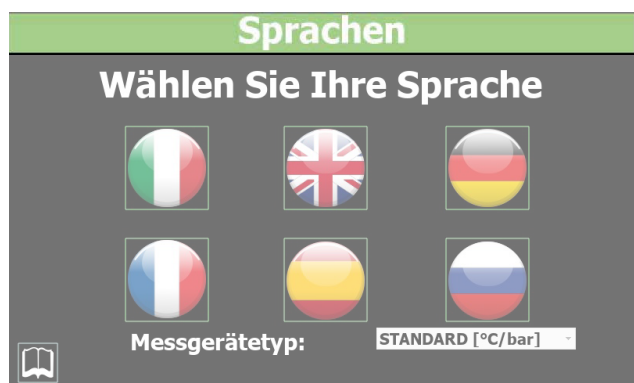 Sprachen
Wählen Sie Ihre Sprache
Messgerätetyp: STANDARD [°C/bar]